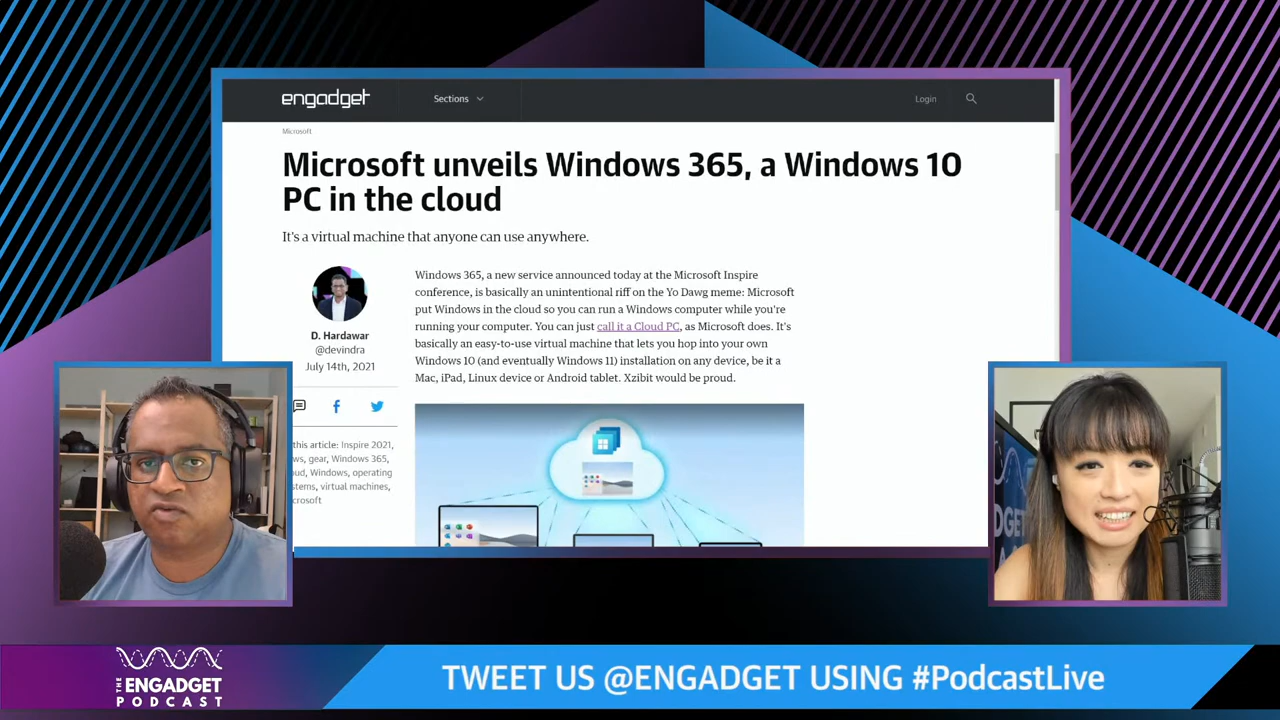 engadget
Sections
Login
Microsoft
Microsoft unveils Windows 365, a Windows 10
PC in the cloud
It's a virtual machine that anyone can use anywhere.
D. Hardawar
@devindra
July 14th, 2021
this article: Inspire 2021,
ws, gear, Windows 365,
oud, Windows, operating
stems, virtual machines,
crosoft
Windows 365, a new service announced today at the Microsoft Inspire
conference, is basically an unintentional riff on the Yo Dawg meme: Microsoft
put Windows in the cloud so you can run a Windows computer while you're
running your computer. You can just call it a Cloud PC, as Microsoft does. It's
basically an easy-to-use virtual machine that lets you hop into your own
Windows 10 (and eventually Windows 11) installation on any device, be it a
Mac, iPad, Linux device or Android tablet. Xzibit would be proud.
THE ENGADGET
PODCAST
TWEET US @ENGADGET USING #PodcastLive